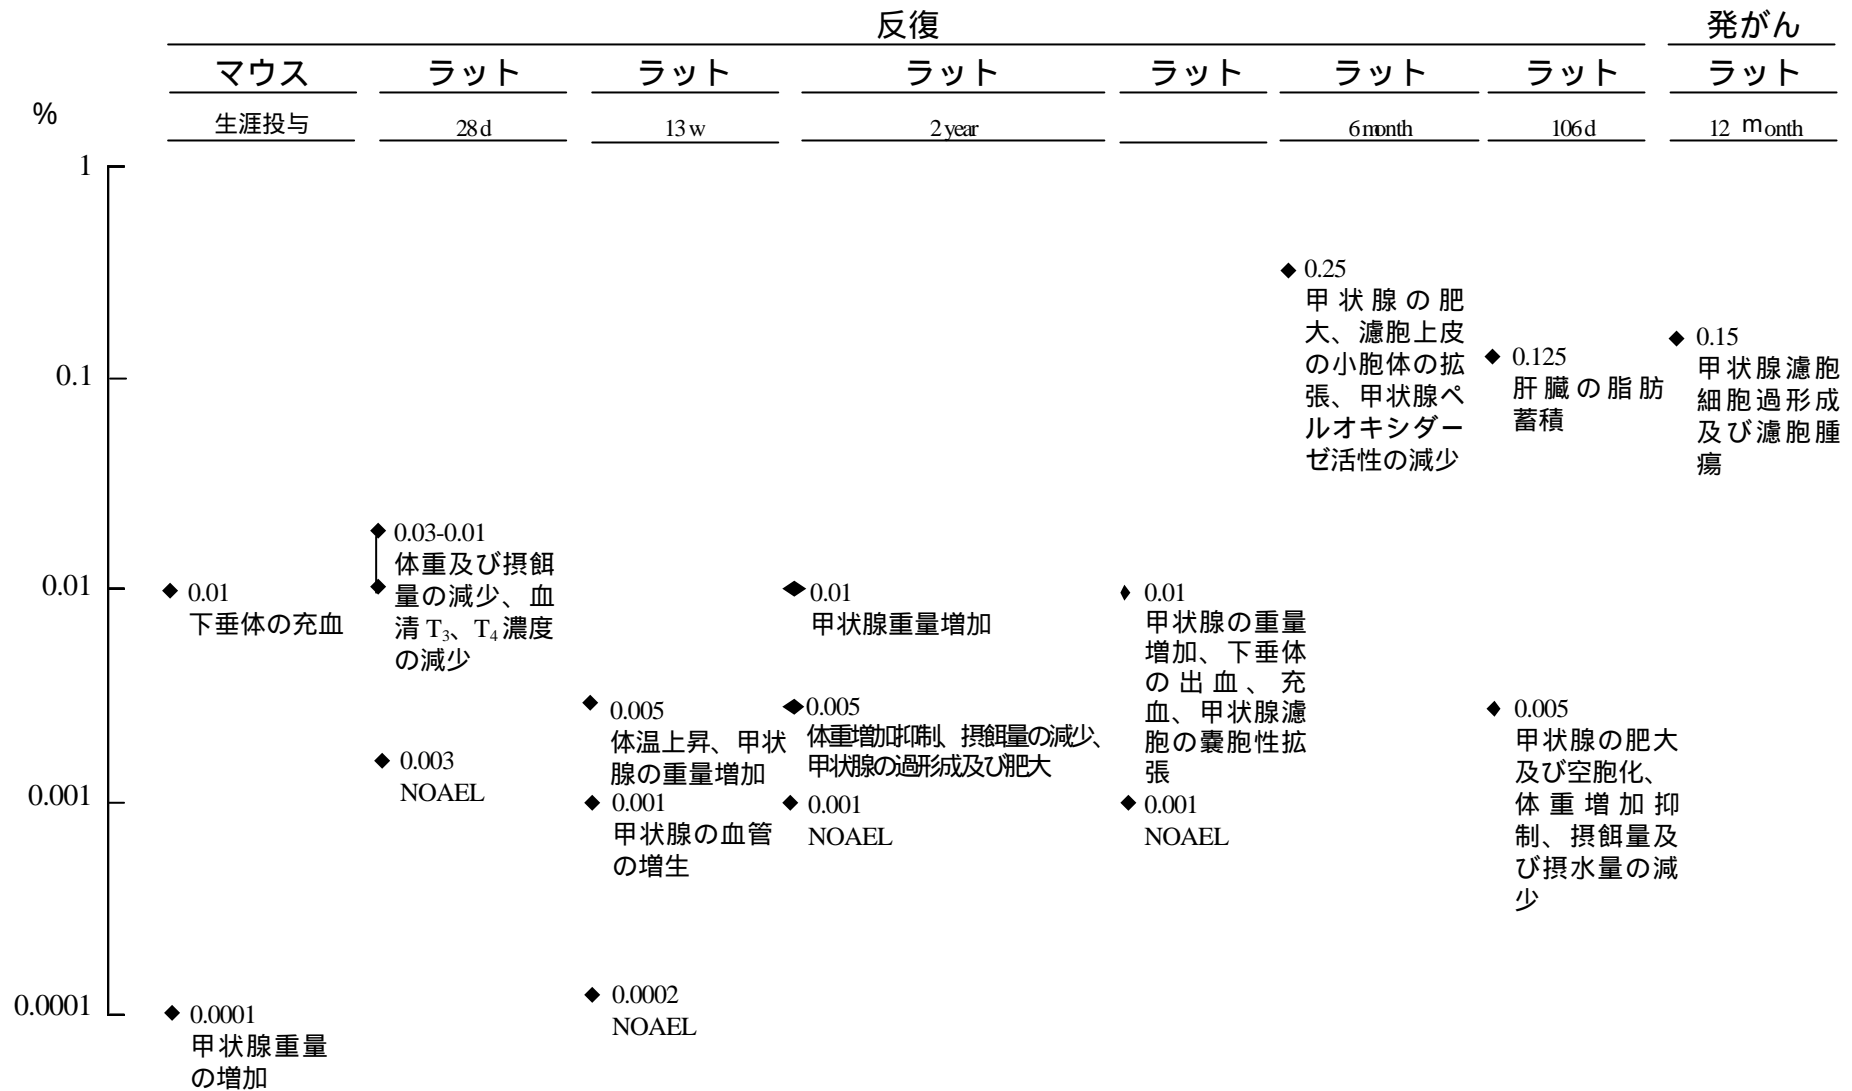 反復
発がん
マウス
ラット
ラット
ラット
ラット
ラット
ラット
ラット
%
生涯投与
28 d
13 w
2 year
6 month
106 d
12 month
1
0.1
0.01
0.001
0.0001
0.01
下垂体の充血
0.0001
甲状腺重量
の増加
0.03-0.01
体重及び摂餌
量の減少、血
清 T₃、T₄ 濃度
の減少
0.003
NOAEL
0.005
体温上昇、甲状
腺の重量増加
0.001
甲状腺の血管
の増生
0.0002
NOAEL
0.01
甲状腺重量増加
0.005
体重増加抑制、摂餌量の減少、
甲状腺の過形成及び肥大
0.001
NOAEL
0.01
甲状腺の重量
増加、下垂体
の出血、充
血、甲状腺濾
胞の嚢胞性拡
張
0.001
NOAEL
0.25
甲状腺の肥
大、濾胞上皮
の小胞体の拡
張、甲状腺ペ
ルオキシダー
ゼ活性の減少
0.125
肝臓の脂肪
蓄積
0.005
甲状腺の肥大
及び空胞化、
体重増加抑
制、摂餌量及
び摂水量の減
少
0.15
甲状腺濾胞
細胞過形成
及び濾胞腫
瘍